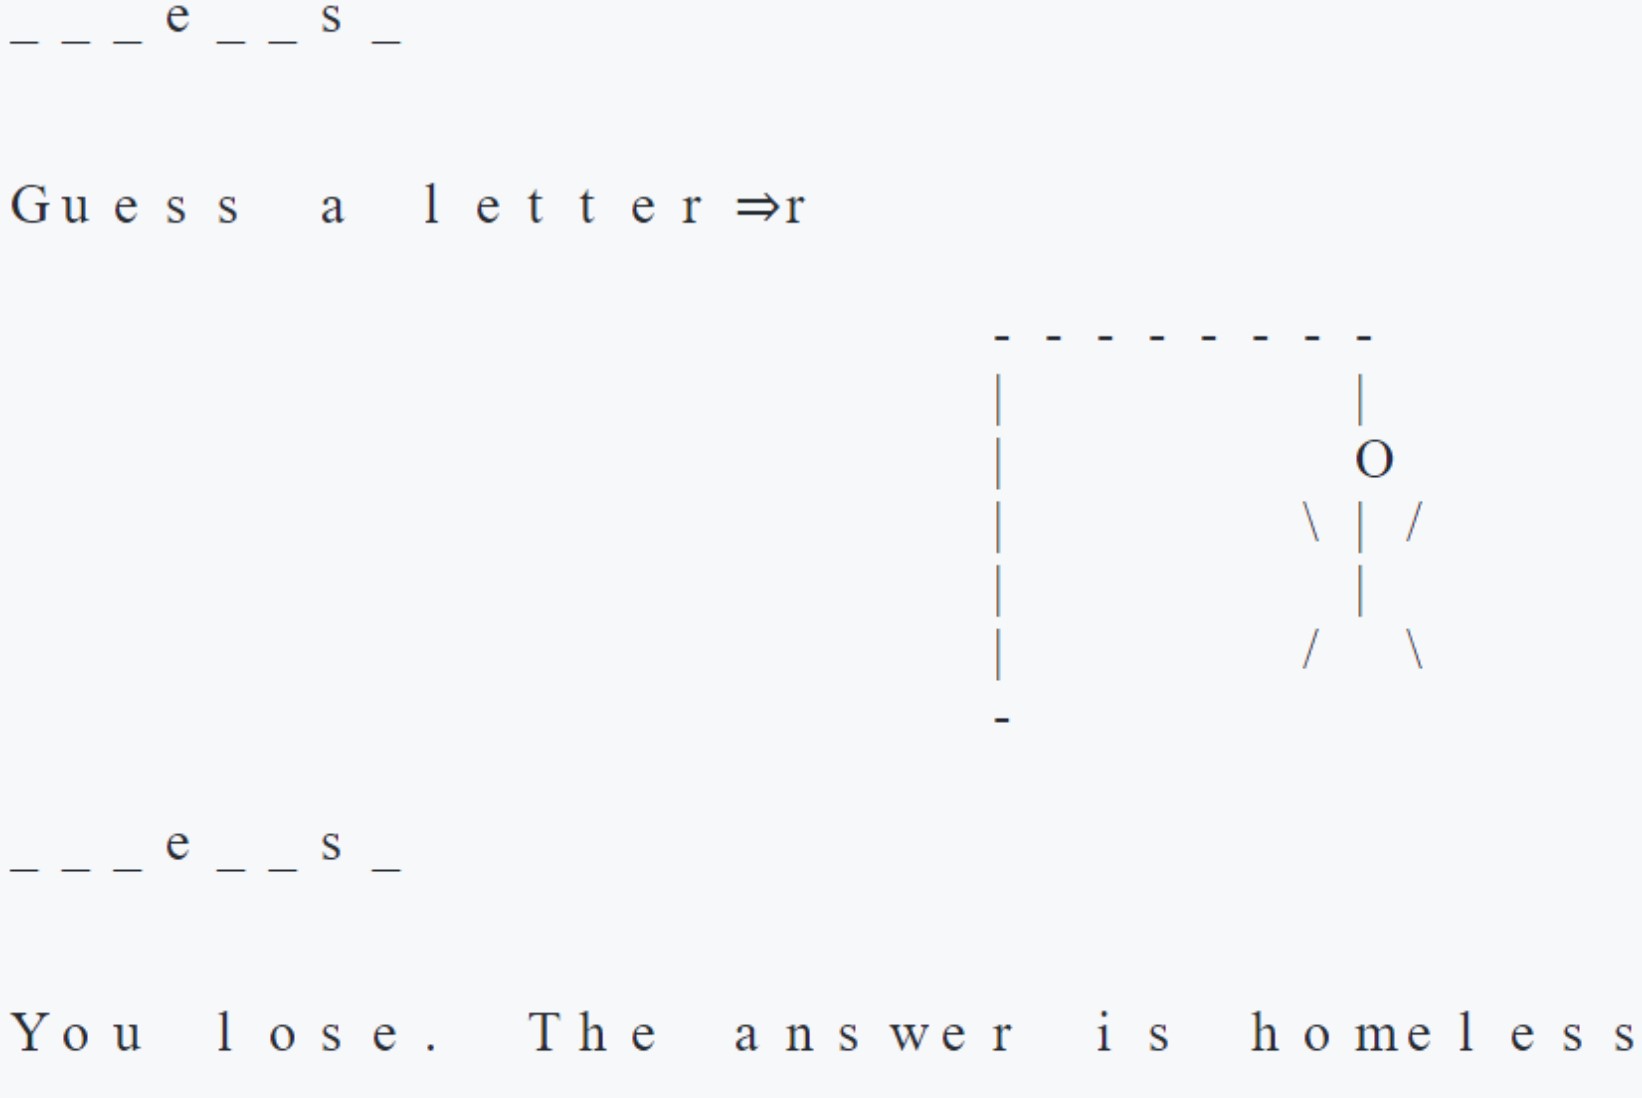 _ _ _ e _ _ s _
Guess a letter ⇒r
- - - - - - - -
| |
| O
| \ | /
| |
| / \
-
_ _ _ e _ _ s _
You lose. The answer is homeless